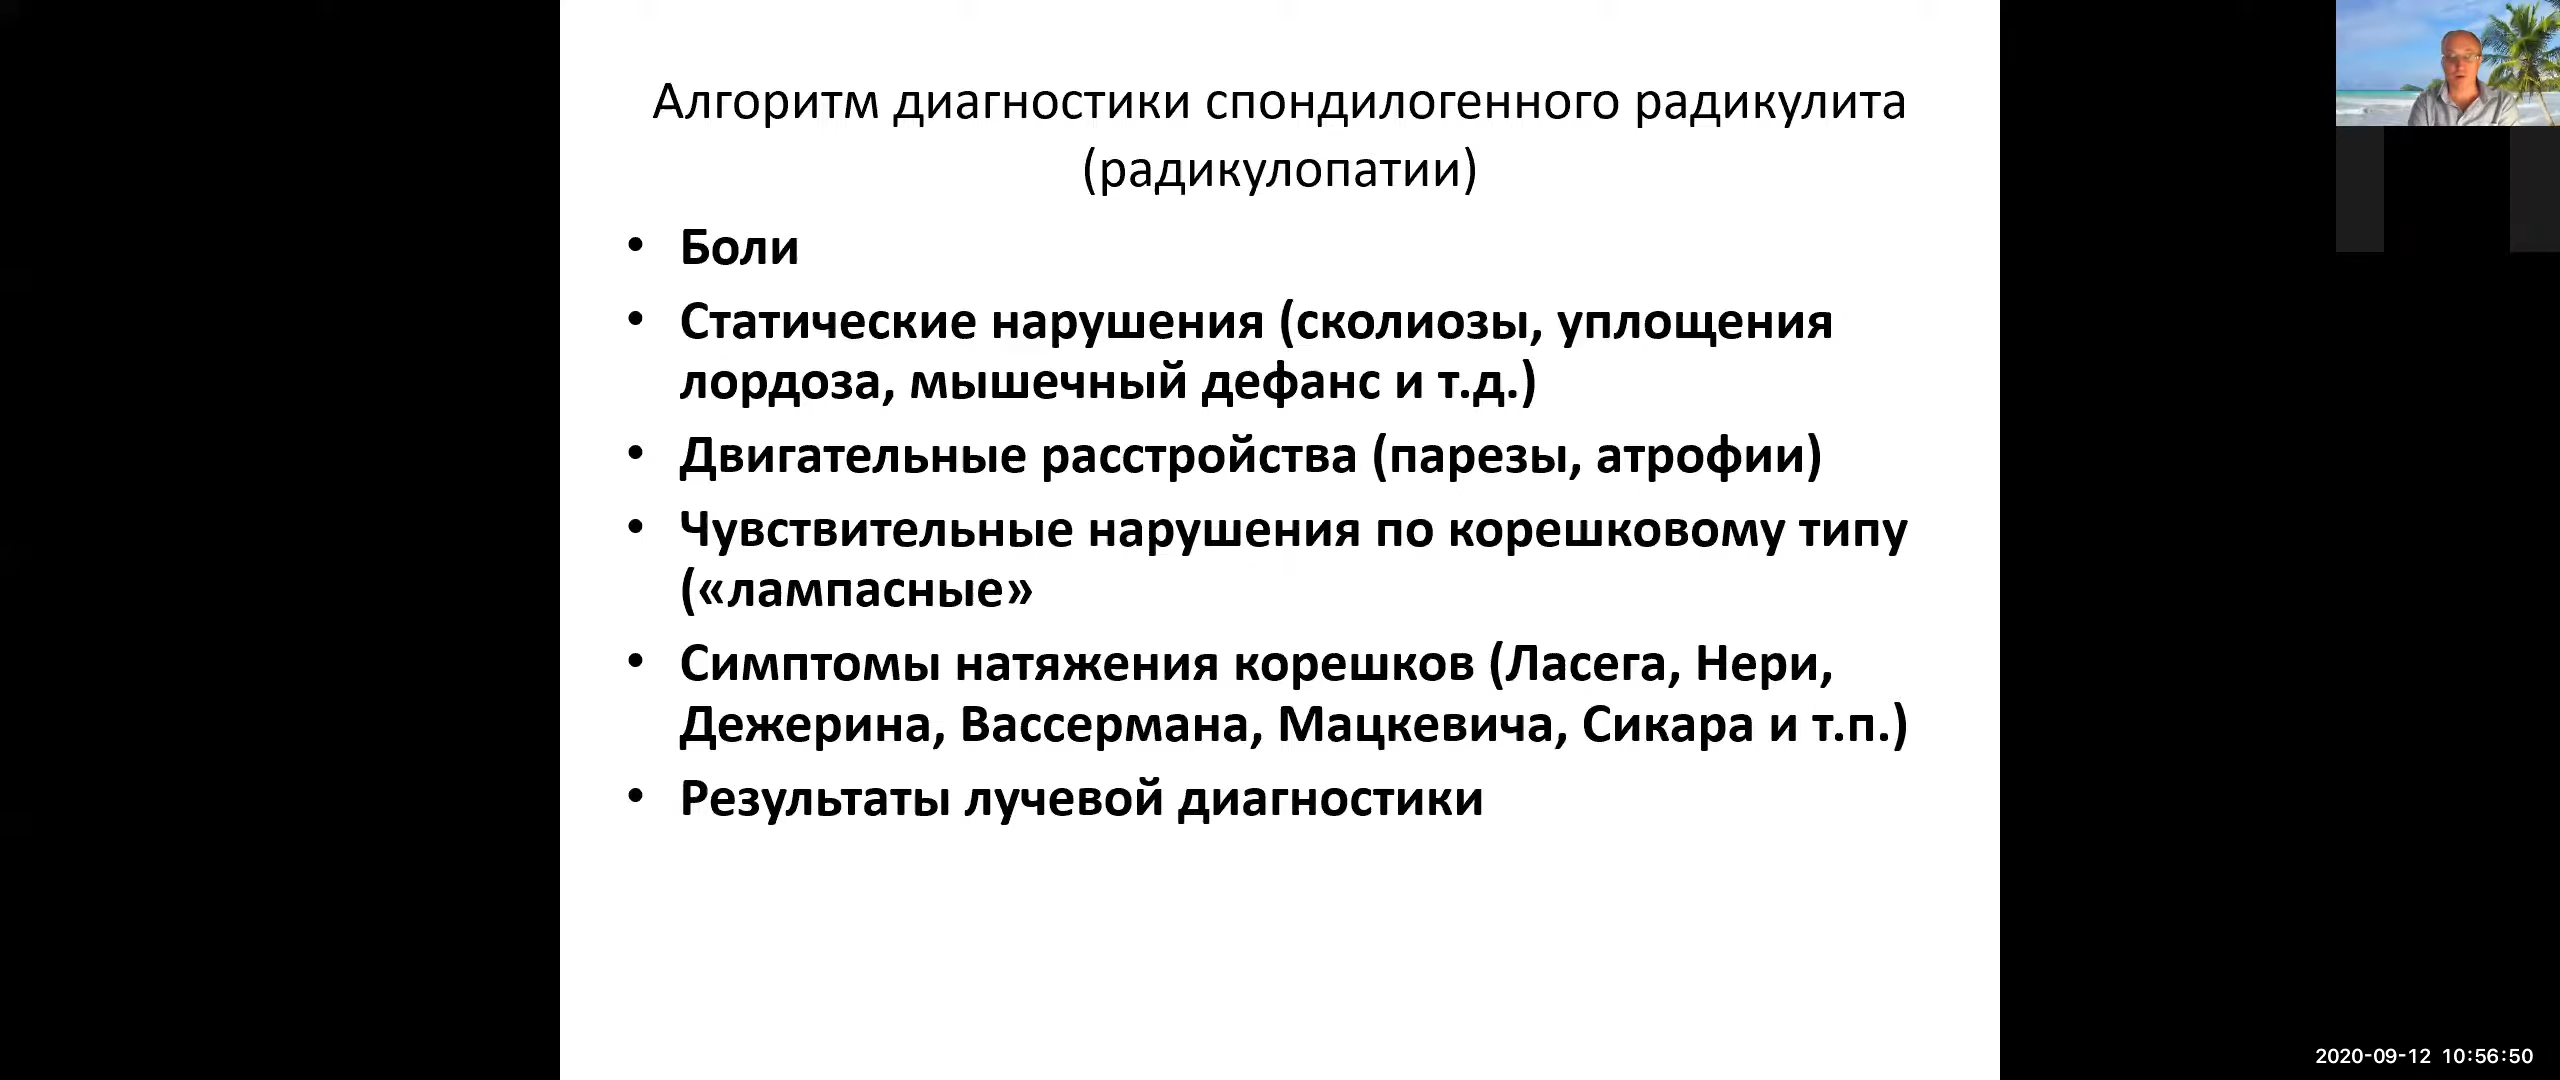 Алгоритм диагностики спондилогенного радикулита
(радикулопатии)
• Боли
• Статические нарушения (сколиозы, уплощения
лордоза, мышечный дефанс и т.д.)
• Двигательные расстройства (парезы, атрофии)
• Чувствительные нарушения по корешковому типу
(«лампасные»
• Симптомы натяжения корешков (Ласега, Нери,
Дежерина, Вассермана, Мацкевича, Сикара и т.п.)
• Результаты лучевой диагностики
2020-09-12 10:56:50